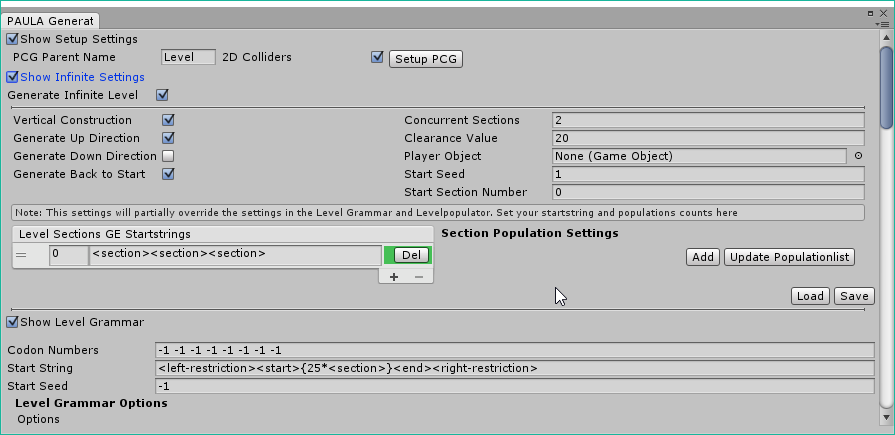 PAULA Generat
Show Setup Settings
PCG Parent Name Level 2D Colliders Setup PCG
Show Infinite Settings
Generate Infinite Level
Vertical Construction Concurrent Sections 2
Generate Up Direction Clearance Value 20
Generate Down Direction Player Object None (Game Object)
Generate Back to Start Start Seed 1
Start Section Number 0
Note: This settings will partially override the settings in the Level Grammar and Levelpopulator. Set your startstring and populations counts here
Level Sections GE Startstrings Section Population Settings
0 <section><section><section> Del Add Update Populationlist
+ −
Load Save
Show Level Grammar
Codon Numbers -1 -1 -1 -1 -1 -1 -1 -1
Start String <left-restriction><start>{25*<section>}<end><right-restriction>
Start Seed -1
Level Grammar Options
Options